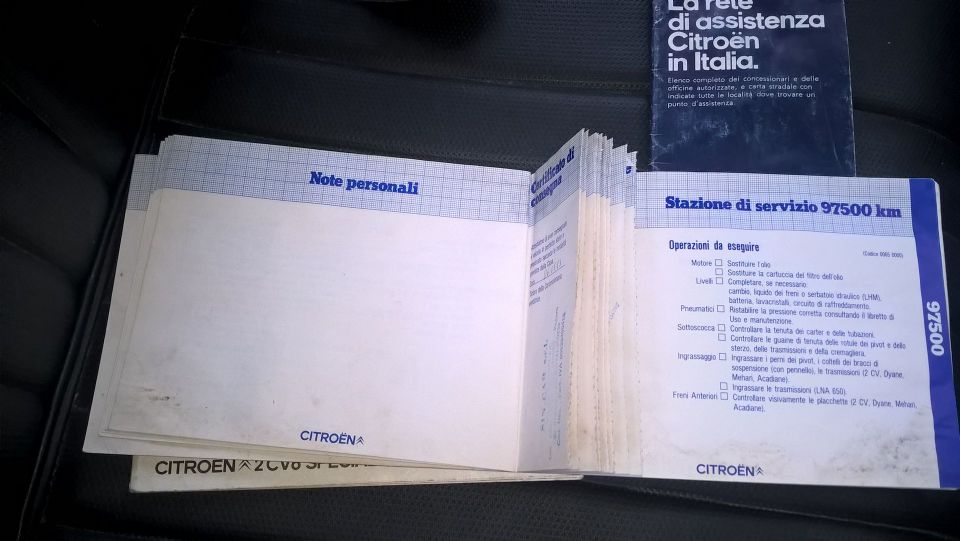 La rete
di assistenza
Citroën
in Italia.
Elenco completo dei concessionari e delle
officine autorizzate, e carta stradale con
indicate tutte le località dove trovare un
punto d'assistenza.
Note personali
CITROËN
Certificato di
consegna
Stazione di servizio 97500 km
Operazioni da eseguire
(Codice 0065 0000)
Motore Sostituire l'olio
Sostituire la cartuccia del filtro dell'olio
Livelli Completare, se necessario:
cambio, liquido dei freni o serbatoio idraulico (LHM),
batteria, lavacristalli, circuito di raffreddamento.
Pneumatici Ristabilire la pressione corretta consultando il libretto di
Uso e manutenzione.
Sottoscocca Controllare la tenuta dei carter e delle tubazioni.
Controllare le guaine di tenuta delle rotule dei pivot e dello
sterzo, delle trasmissioni e della cremagliera.
Ingrassaggio Ingrassare i perni dei pivot, i coltelli dei bracci di
sospensione (con pennello), le trasmissioni (2 CV, Dyane,
Mehari, Acadiane).
Ingrassare le trasmissioni (LNA 650).
Freni Anteriori Controllare visivamente le placchette (2 CV, Dyane, Mehari,
Acadiane).
97500
CITROËN
CITROËN 2CV6 SPECIAL